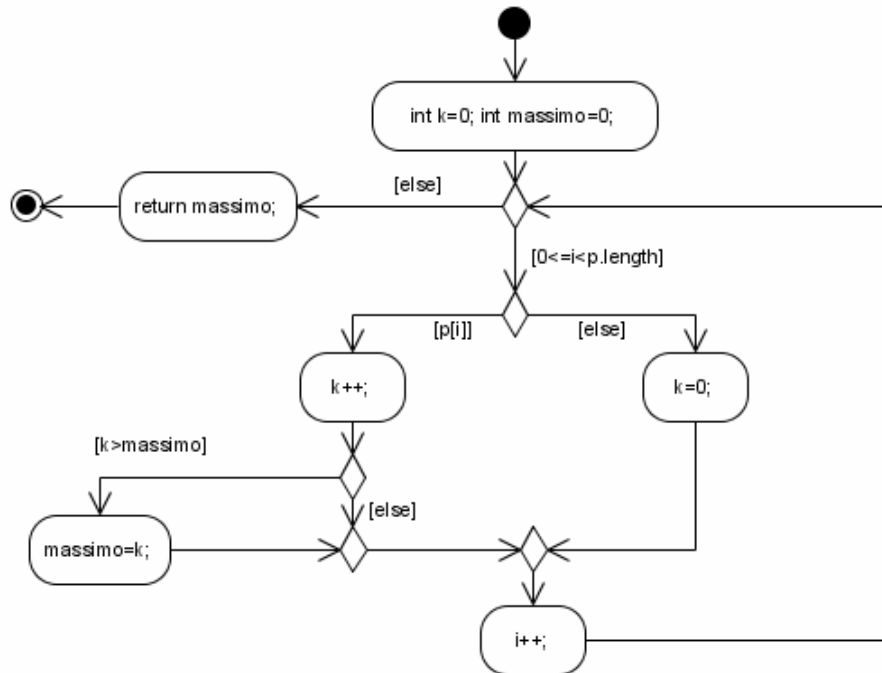 int k=0; int massimo=0;
[else]
return massimo;
[0<=i<p.length]
[p[i]]
[else]
k++;
k=0;
[k>massimo]
[else]
massimo=k;
i++;